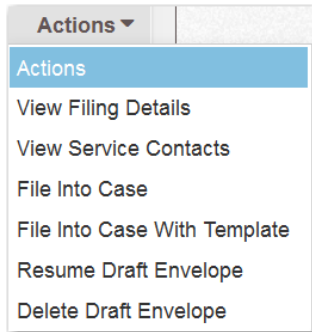 Actions
Actions
View Filing Details
View Service Contacts
File Into Case
File Into Case With Template
Resume Draft Envelope
Delete Draft Envelope